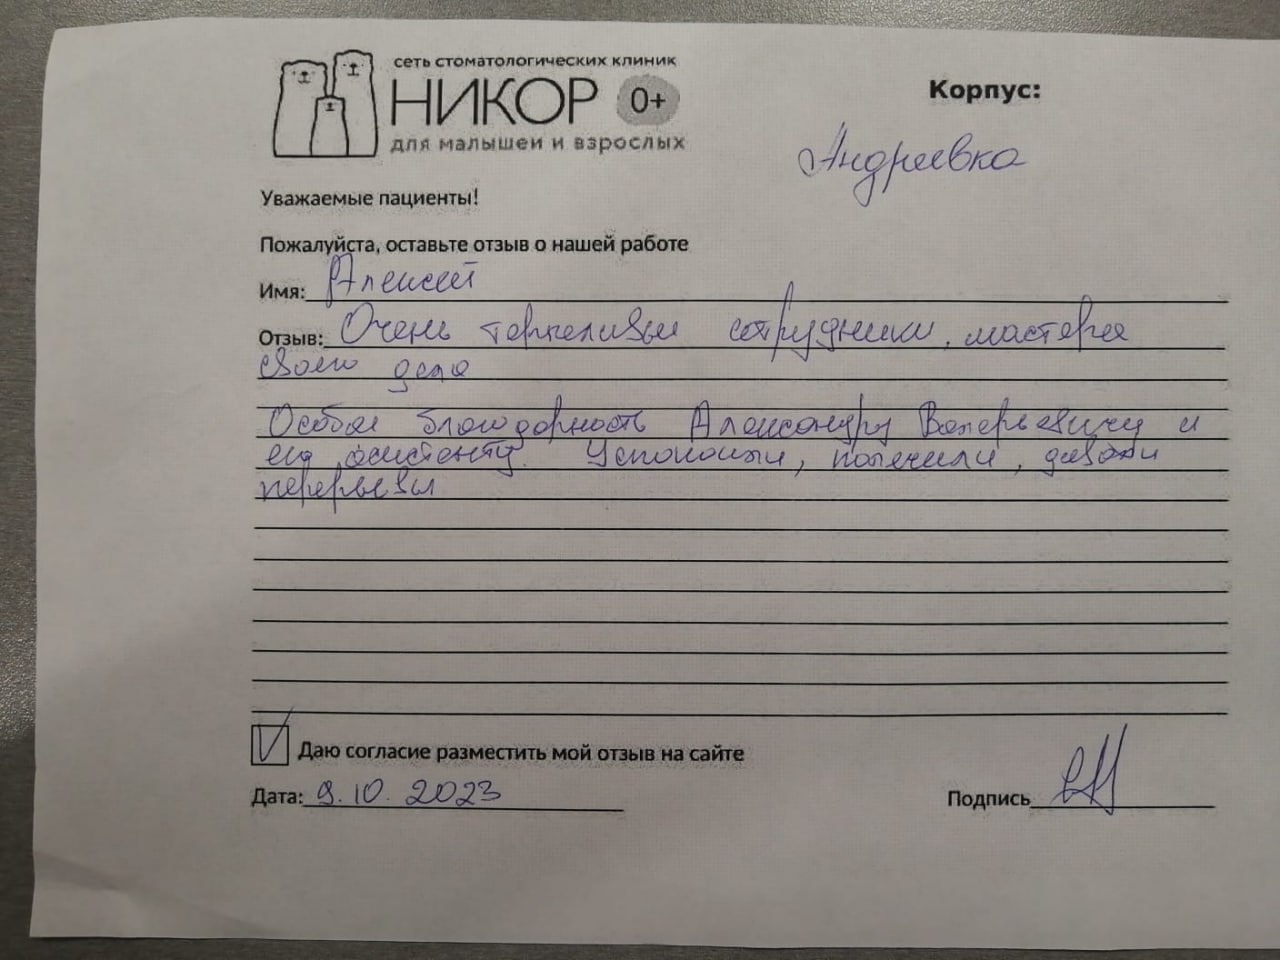 сеть стоматологических клиник
НИКОР 0+
для малышей и взрослых
Корпус:
Андреевка
Уважаемые пациенты!
Пожалуйста, оставьте отзыв о нашей работе
Имя: Алексей
Отзыв: Очень терпеливые сотрудники, мастера
своего дела
Особая благодарность Александру Валерьевичу и
его асистенту. Успокоили, полечили, давали
перерывы
Даю согласие разместить мой отзыв на сайте
Дата: 9.10.2023
Подпись